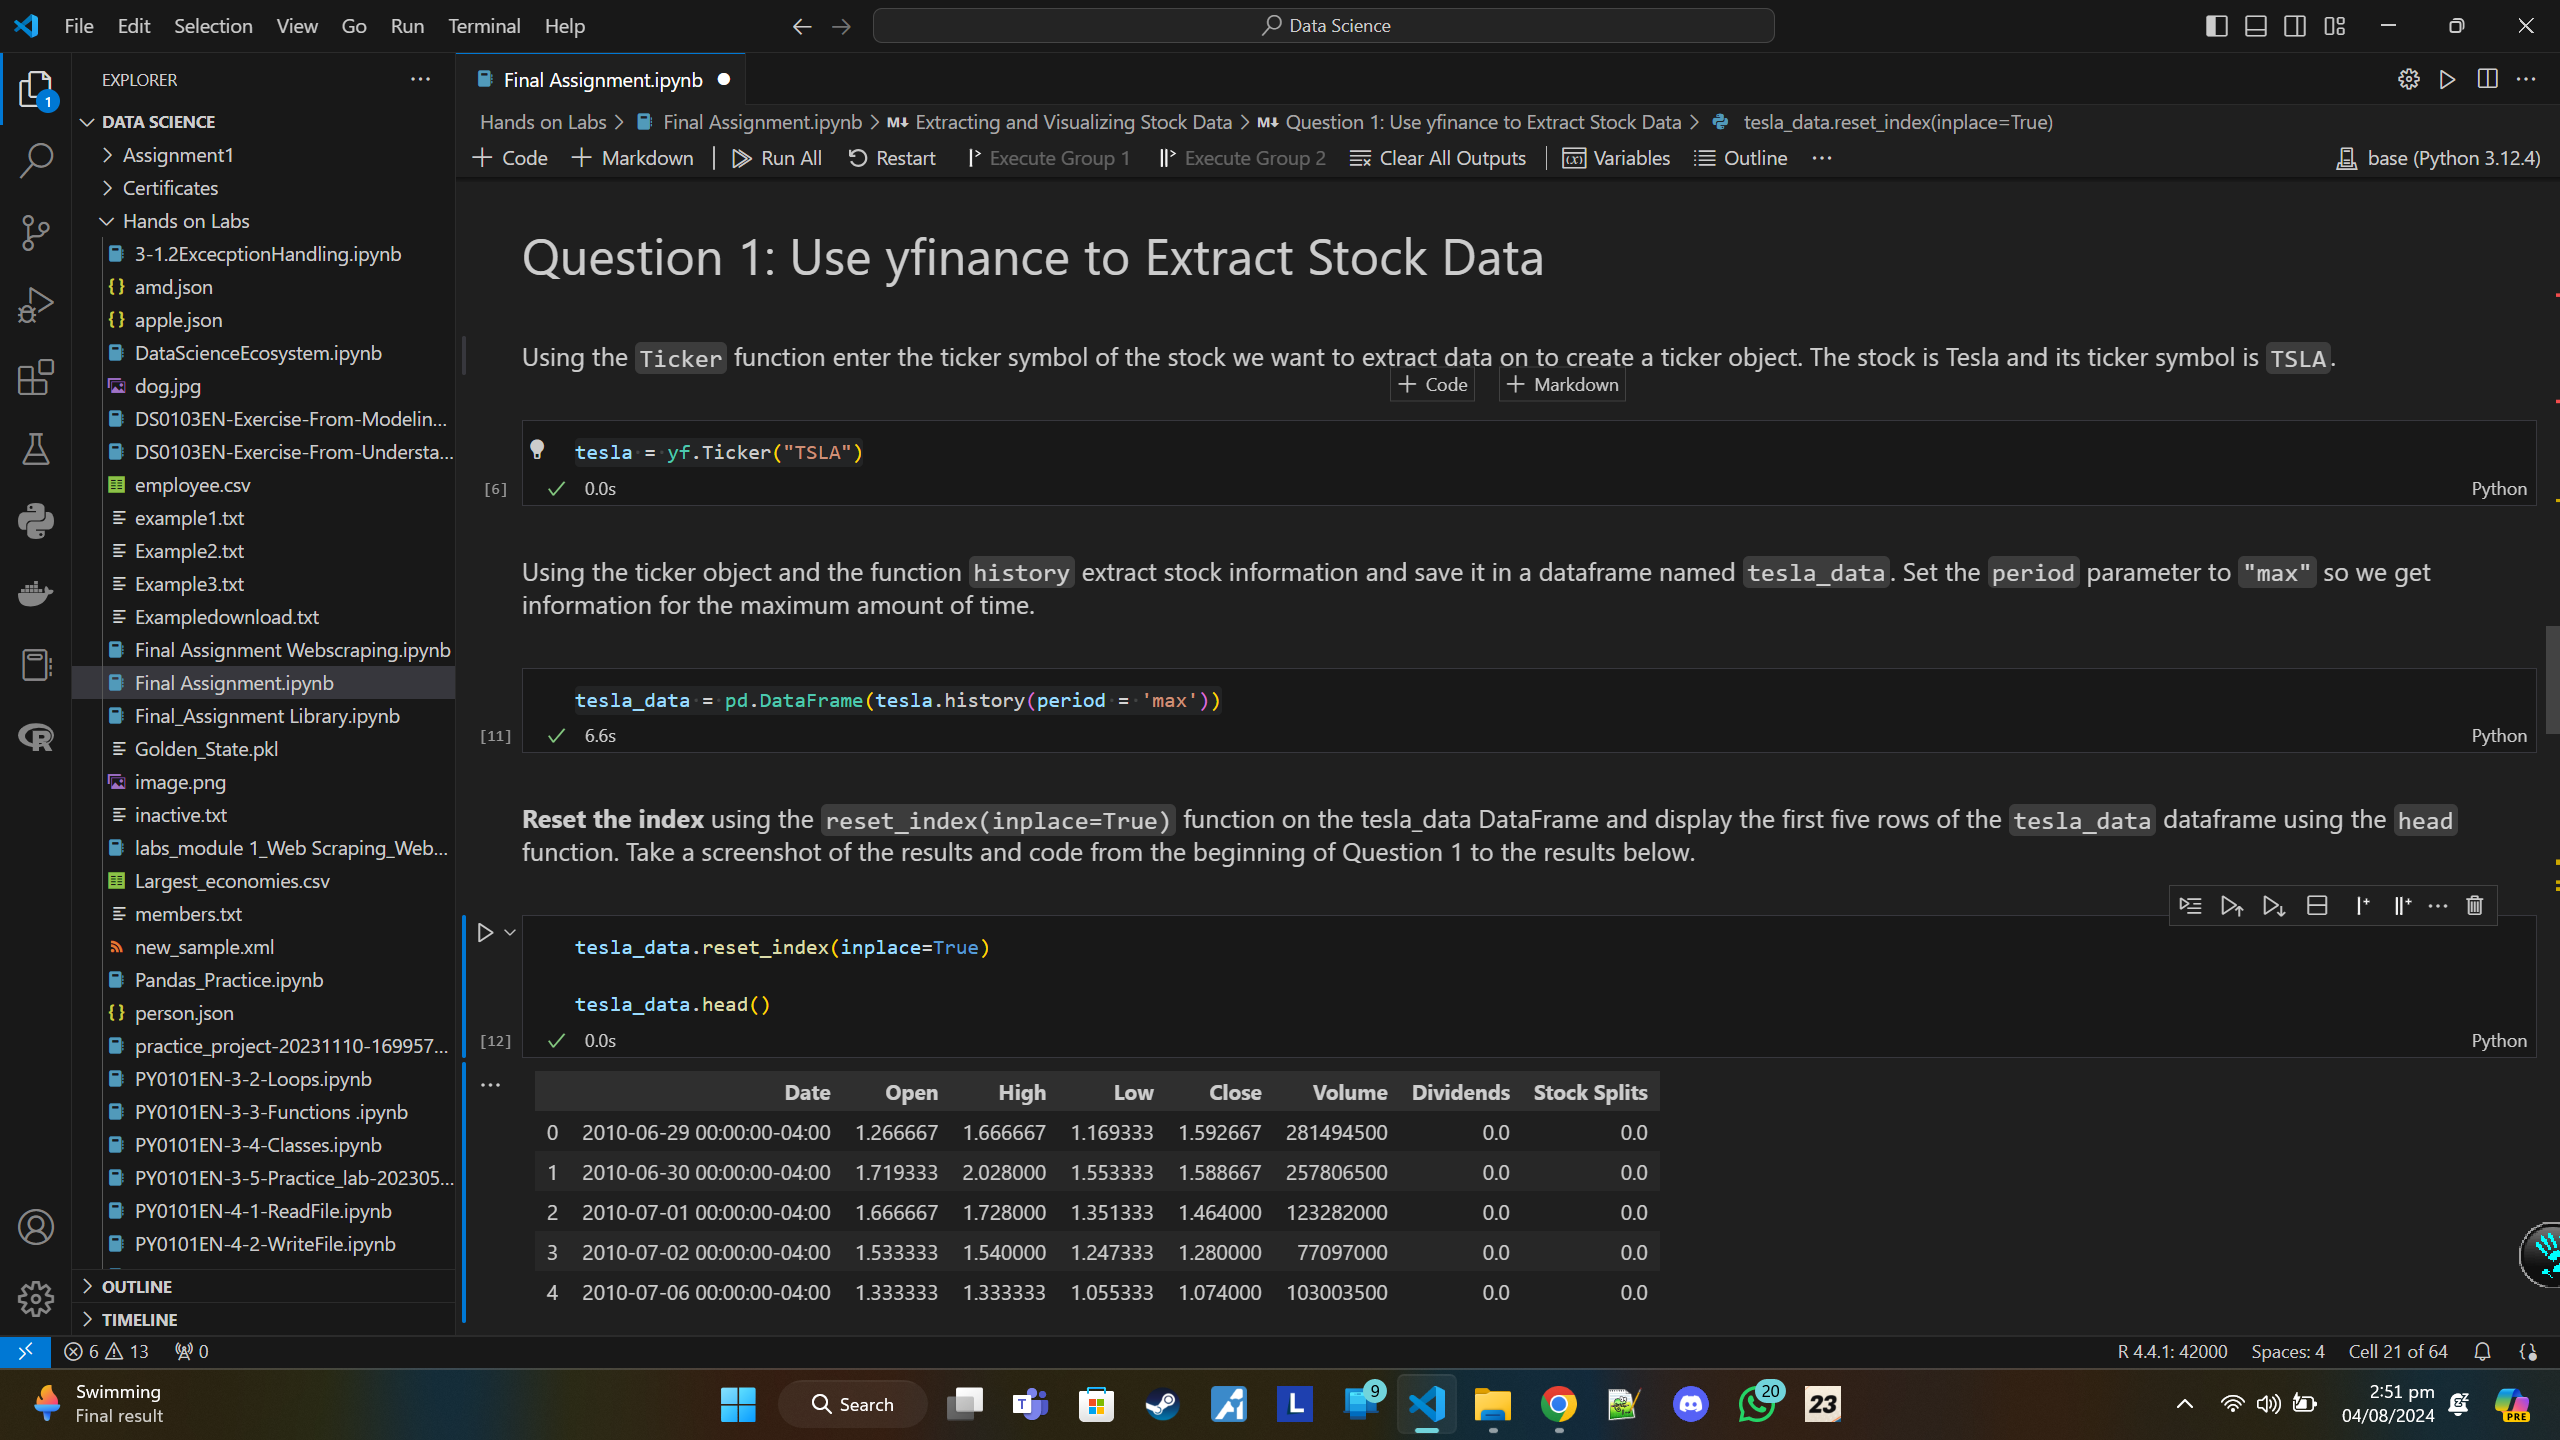 File Edit Selection View Go Run Terminal Help
Data Science
EXPLORER
Final Assignment.ipynb
DATA SCIENCE
Assignment1
Certificates
Hands on Labs
3-1.2ExcecptionHandling.ipynb
amd.json
apple.json
DataScienceEcosystem.ipynb
dog.jpg
DS0103EN-Exercise-From-Modelin...
DS0103EN-Exercise-From-Understa...
employee.csv
example1.txt
Example2.txt
Example3.txt
Exampledownload.txt
Final Assignment Webscraping.ipynb
Final Assignment.ipynb
Final_Assignment Library.ipynb
Golden_State.pkl
image.png
inactive.txt
labs_module 1_Web Scraping_Web...
Largest_economies.csv
members.txt
new_sample.xml
Pandas_Practice.ipynb
person.json
practice_project-20231110-169957...
PY0101EN-3-2-Loops.ipynb
PY0101EN-3-3-Functions .ipynb
PY0101EN-3-4-Classes.ipynb
PY0101EN-3-5-Practice_lab-202305...
PY0101EN-4-1-ReadFile.ipynb
PY0101EN-4-2-WriteFile.ipynb
OUTLINE
TIMELINE
1
Hands on Labs > Final Assignment.ipynb > M↓ Extracting and Visualizing Stock Data > M↓ Question 1: Use yfinance to Extract Stock Data > tesla_data.reset_index(inplace=True)
+ Code + Markdown Run All Restart Execute Group 1 Execute Group 2 Clear All Outputs Variables Outline ... base (Python 3.12.4)
Question 1: Use yfinance to Extract Stock Data
Using the Ticker function enter the ticker symbol of the stock we want to extract data on to create a ticker object. The stock is Tesla and its ticker symbol is TSLA.
+ Code + Markdown
tesla = yf.Ticker("TSLA")
[6] 0.0s Python
Using the ticker object and the function history extract stock information and save it in a dataframe named tesla_data. Set the period parameter to "max" so we get
information for the maximum amount of time.
tesla_data = pd.DataFrame(tesla.history(period = 'max'))
[11] 6.6s Python
Reset the index using the reset_index(inplace=True) function on the tesla_data DataFrame and display the first five rows of the tesla_data dataframe using the head
function. Take a screenshot of the results and code from the beginning of Question 1 to the results below.
tesla_data.reset_index(inplace=True)
tesla_data.head()
[12] 0.0s Python
Date Open High Low Close Volume Dividends Stock Splits
0 2010-06-29 00:00:00-04:00 1.266667 1.666667 1.169333 1.592667 281494500 0.0 0.0
1 2010-06-30 00:00:00-04:00 1.719333 2.028000 1.553333 1.588667 257806500 0.0 0.0
2 2010-07-01 00:00:00-04:00 1.666667 1.728000 1.351333 1.464000 123282000 0.0 0.0
3 2010-07-02 00:00:00-04:00 1.533333 1.540000 1.247333 1.280000 77097000 0.0 0.0
4 2010-07-06 00:00:00-04:00 1.333333 1.333333 1.055333 1.074000 103003500 0.0 0.0
6 13 0
R 4.4.1: 42000 Spaces: 4 Cell 21 of 64
Swimming
Final result
Search
T
L
9
20
23
2:51 pm
04/08/2024
PRE